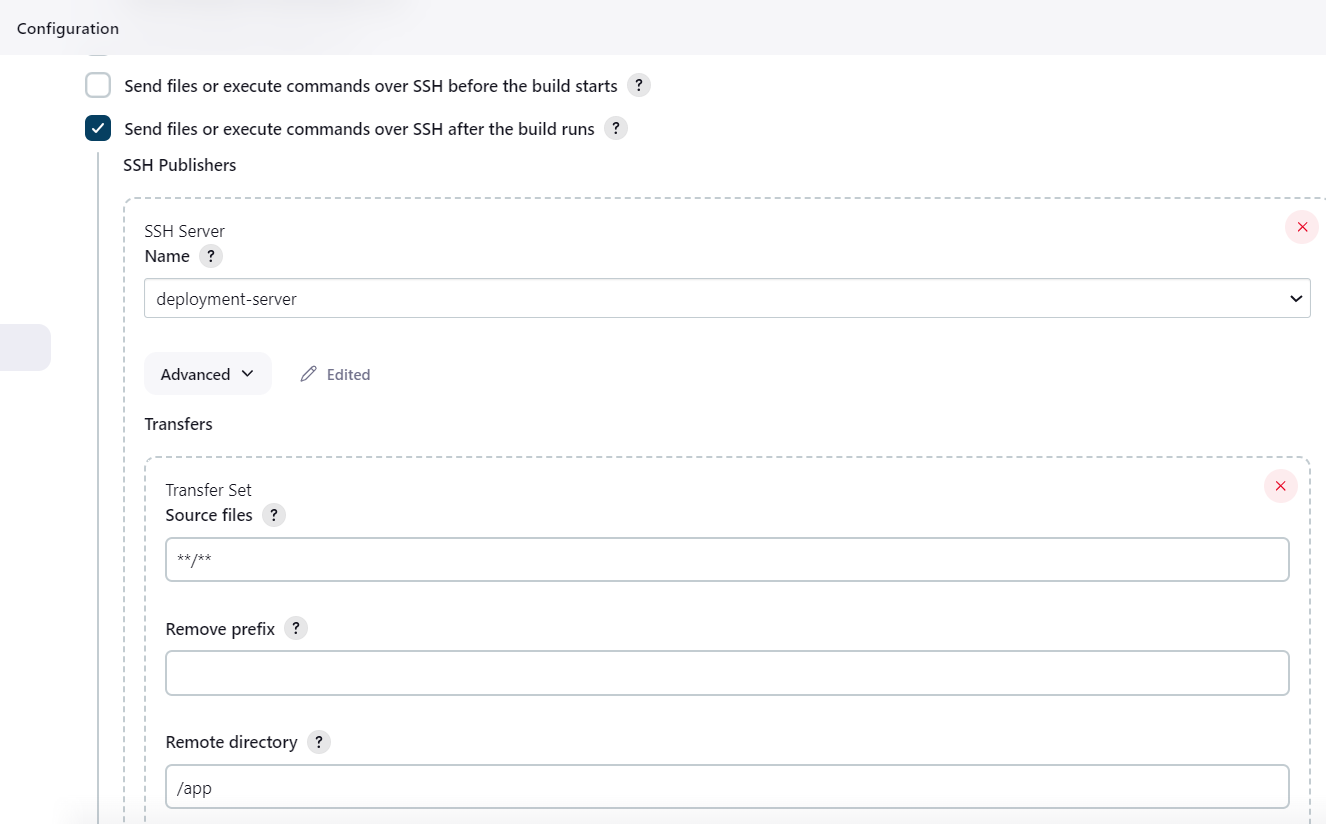 Configuration
Send files or execute commands over SSH before the build starts ?
Send files or execute commands over SSH after the build runs ?
SSH Publishers
SSH Server
Name ?
deployment-server
Advanced
Edited
Transfers
Transfer Set
Source files ?
**/**
Remove prefix ?
Remote directory ?
/app